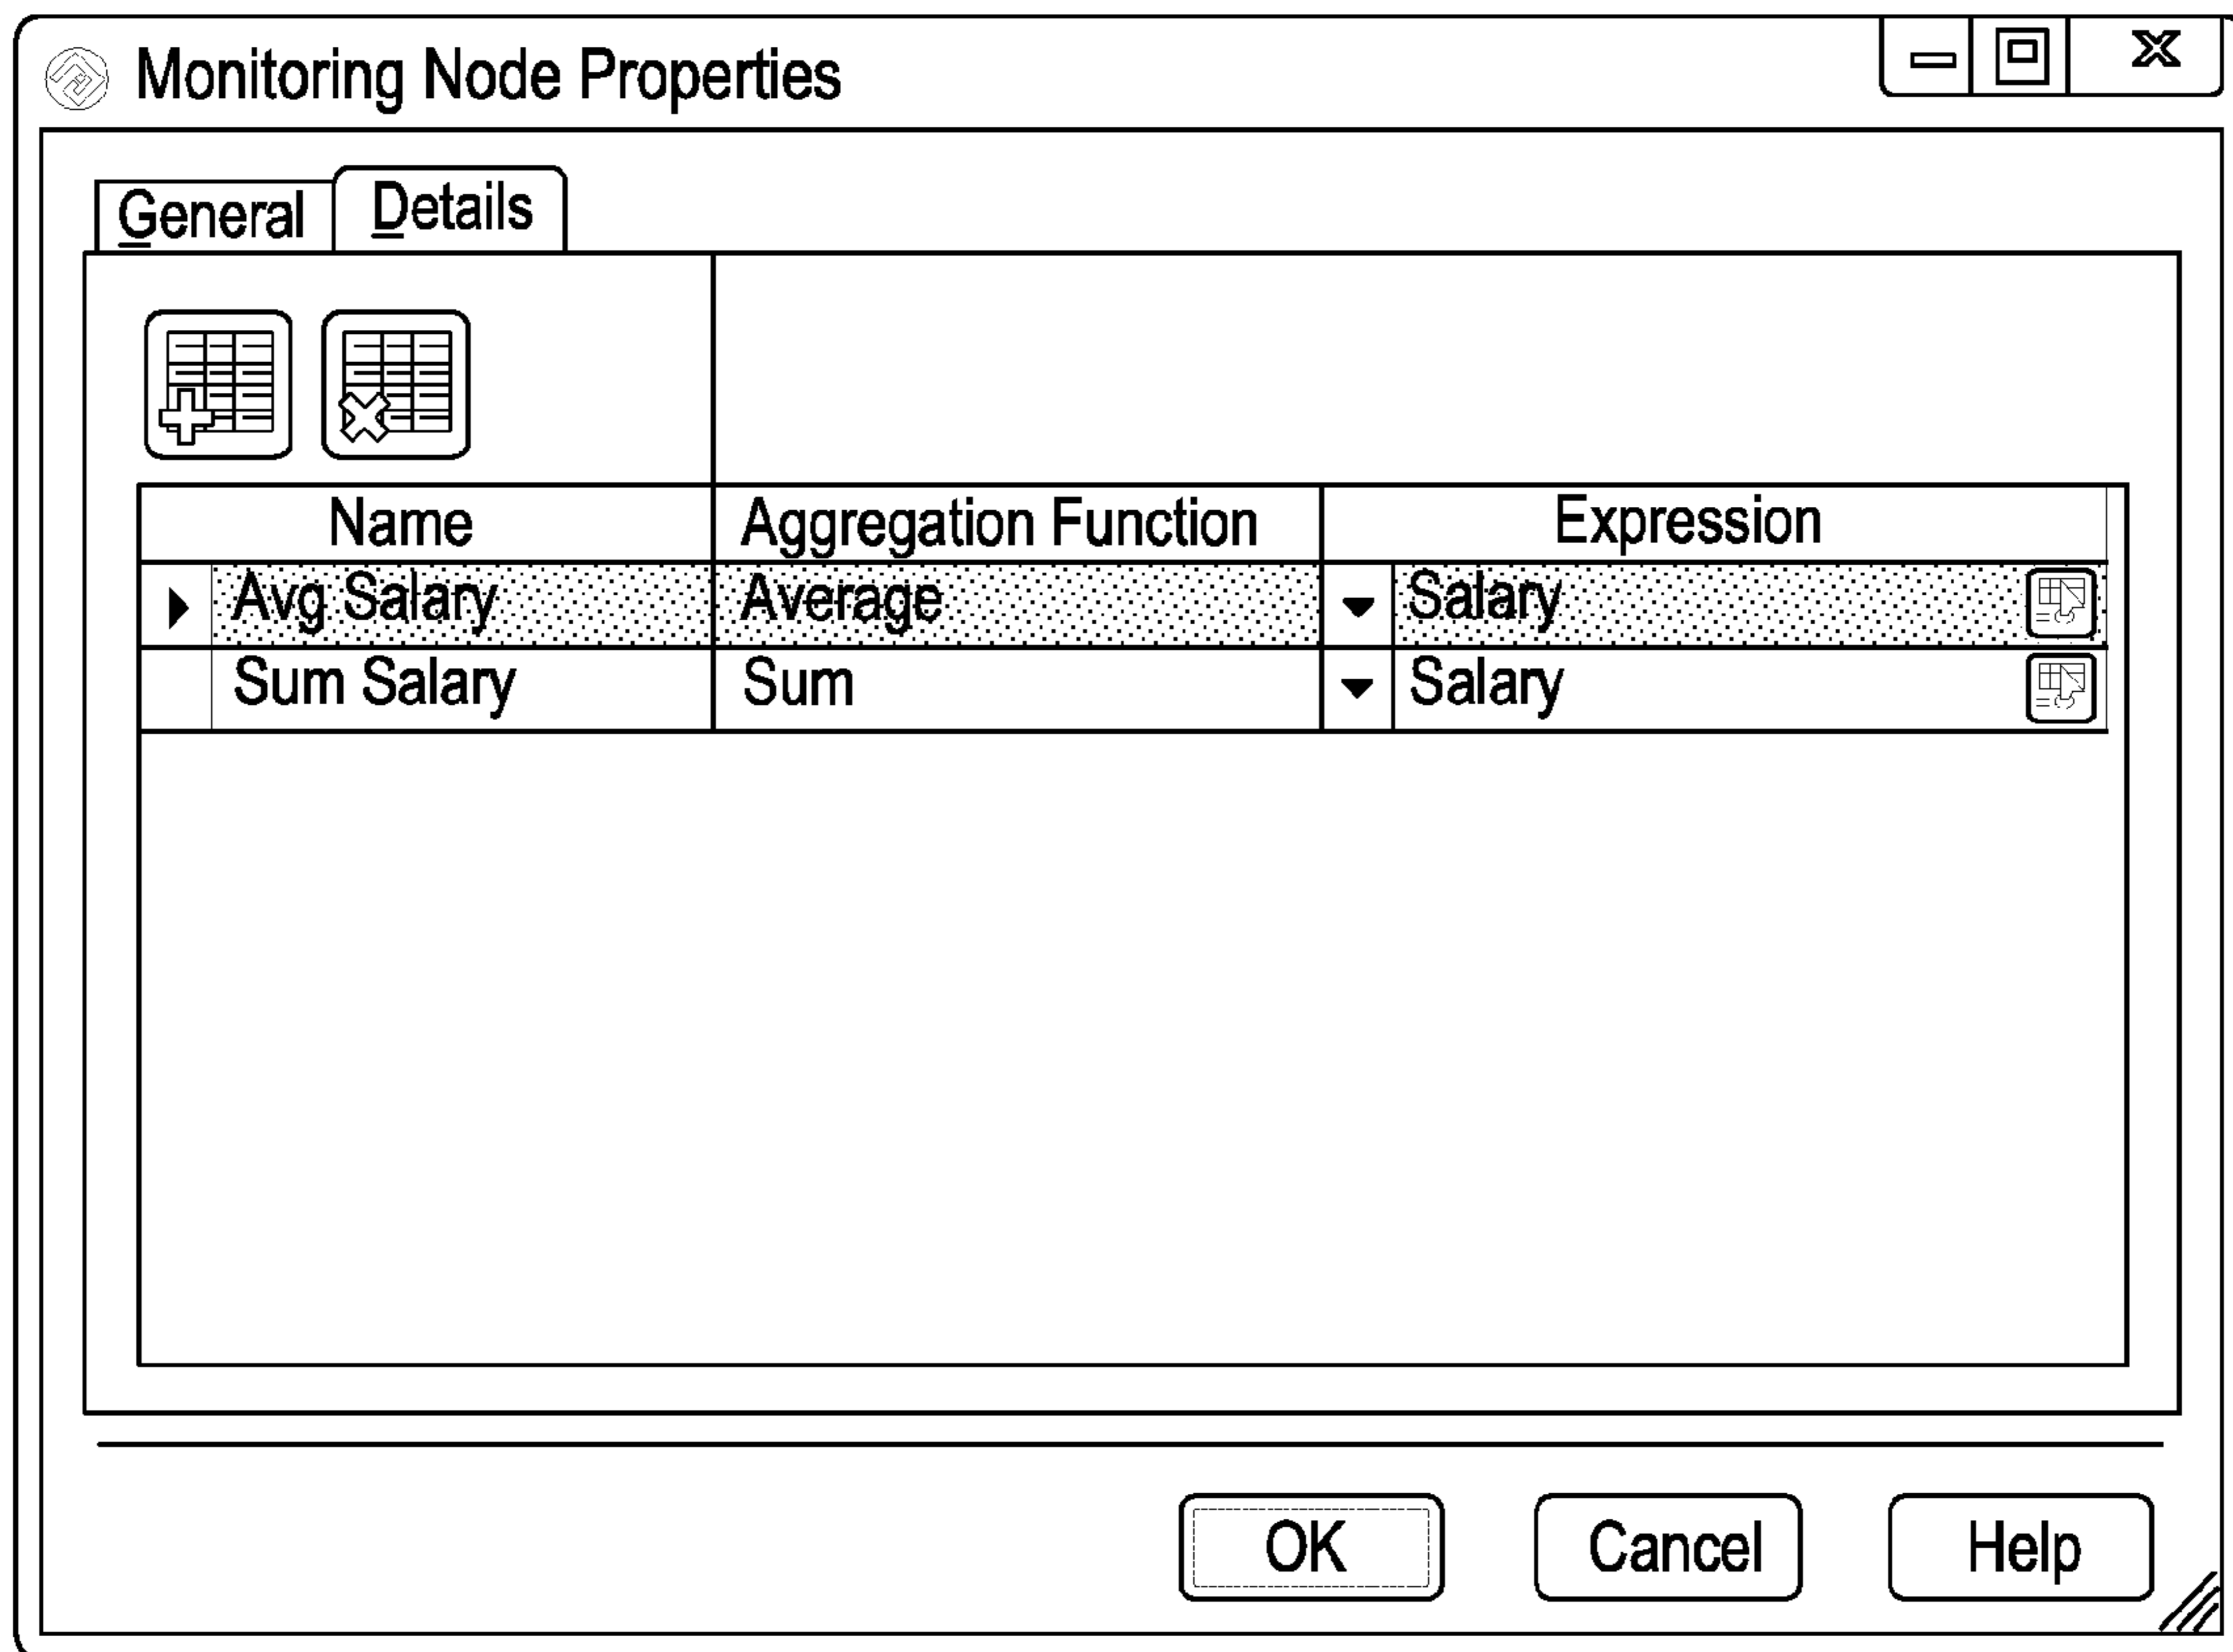 Monitoring Node Properties
General Details
Name Aggregation Function Expression
Avg Salary Average Salary
Sum Salary Sum Salary
OK Cancel Help